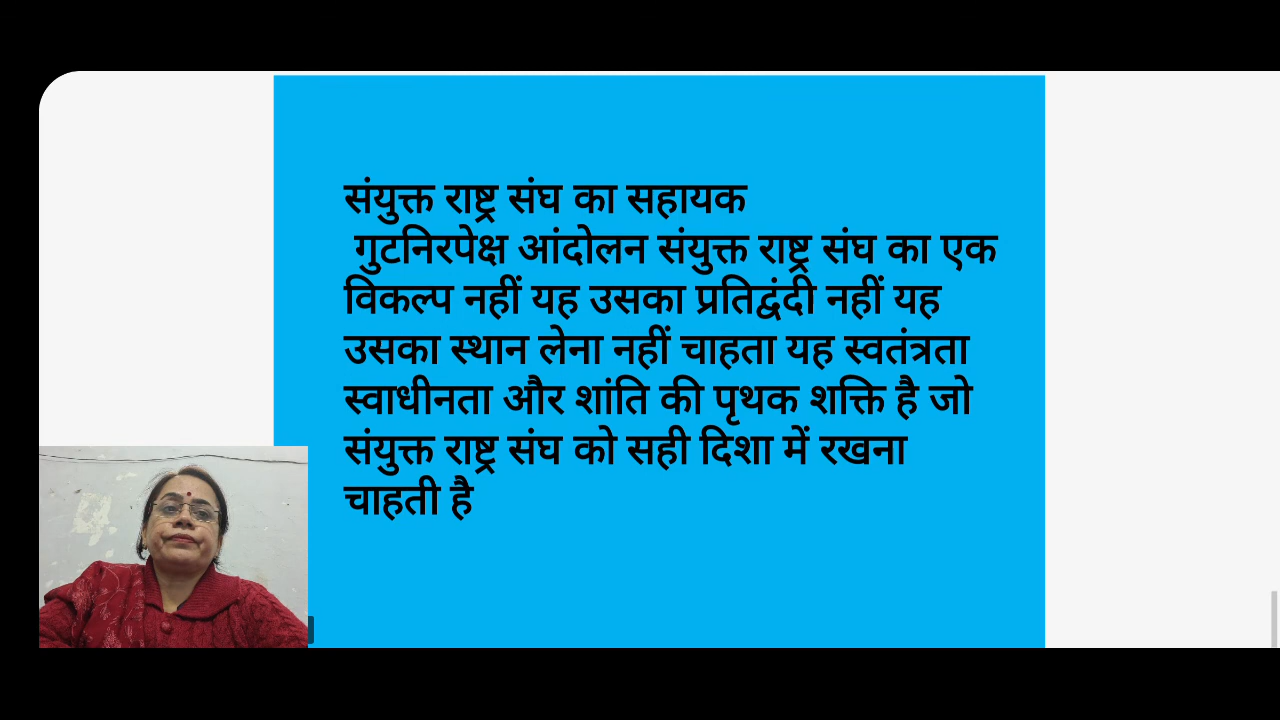 संयुक्त राष्ट्र संघ का सहायक
गुटनिरपेक्ष आंदोलन संयुक्त राष्ट्र संघ का एक
विकल्प नहीं यह उसका प्रतिद्वंदी नहीं यह
उसका स्थान लेना नहीं चाहता यह स्वतंत्रता
स्वाधीनता और शांति की पृथक शक्ति है जो
संयुक्त राष्ट्र संघ को सही दिशा में रखना
चाहती है